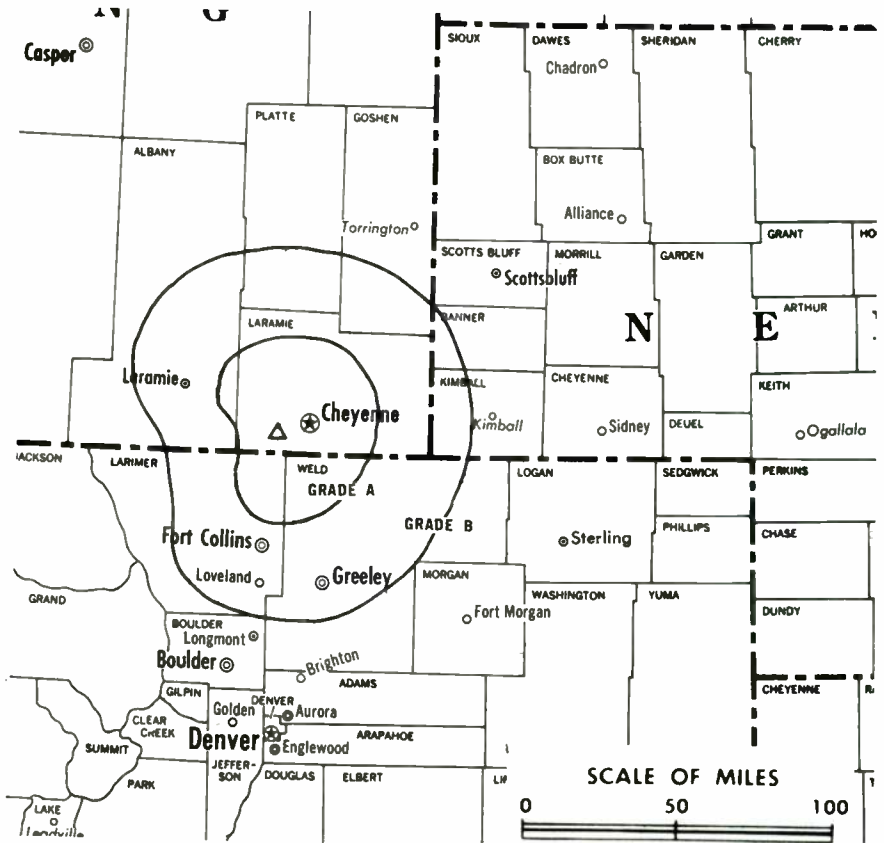 N G
Casper
SIOUX
DAWES
SHERIDAN
CHERRY
Chadron
PLATTE
GOSHEN
ALBANY
BOX BUTTE
Alliance
Torrington
GRANT
HO
SCOTTS BLUFF
MORRILL
GARDEN
Scottsbluff
BANNER
ARTHUR
N E
LARAMIE
Laramie
KIMBALL
CHEYENNE
KEITH
Cheyenne
Kimball
Sidney
DEUEL
Ogallala
JACKSON
LARIMER
WELD
LOGAN
SEDGWICK
PERKINS
GRADE A
GRADE B
PHILLIPS
CHASE
Fort Collins
Sterling
Loveland
Greeley
MORGAN
GRAND
WASHINGTON
YUMA
DUNDY
BOULDER
Longmont
Fort Morgan
Boulder
Brighton
ADAMS
GILPIN
CHEYENNE
R
Golden
DENVER
Aurora
CLEAR
CREEK
Denver
ARAPAHOE
Englewood
SUMMIT
JEFFER-
SON
DOUGLAS
ELBERT
LI
PARK
SCALE OF MILES
0 50 100
LAKE
Leadville
T